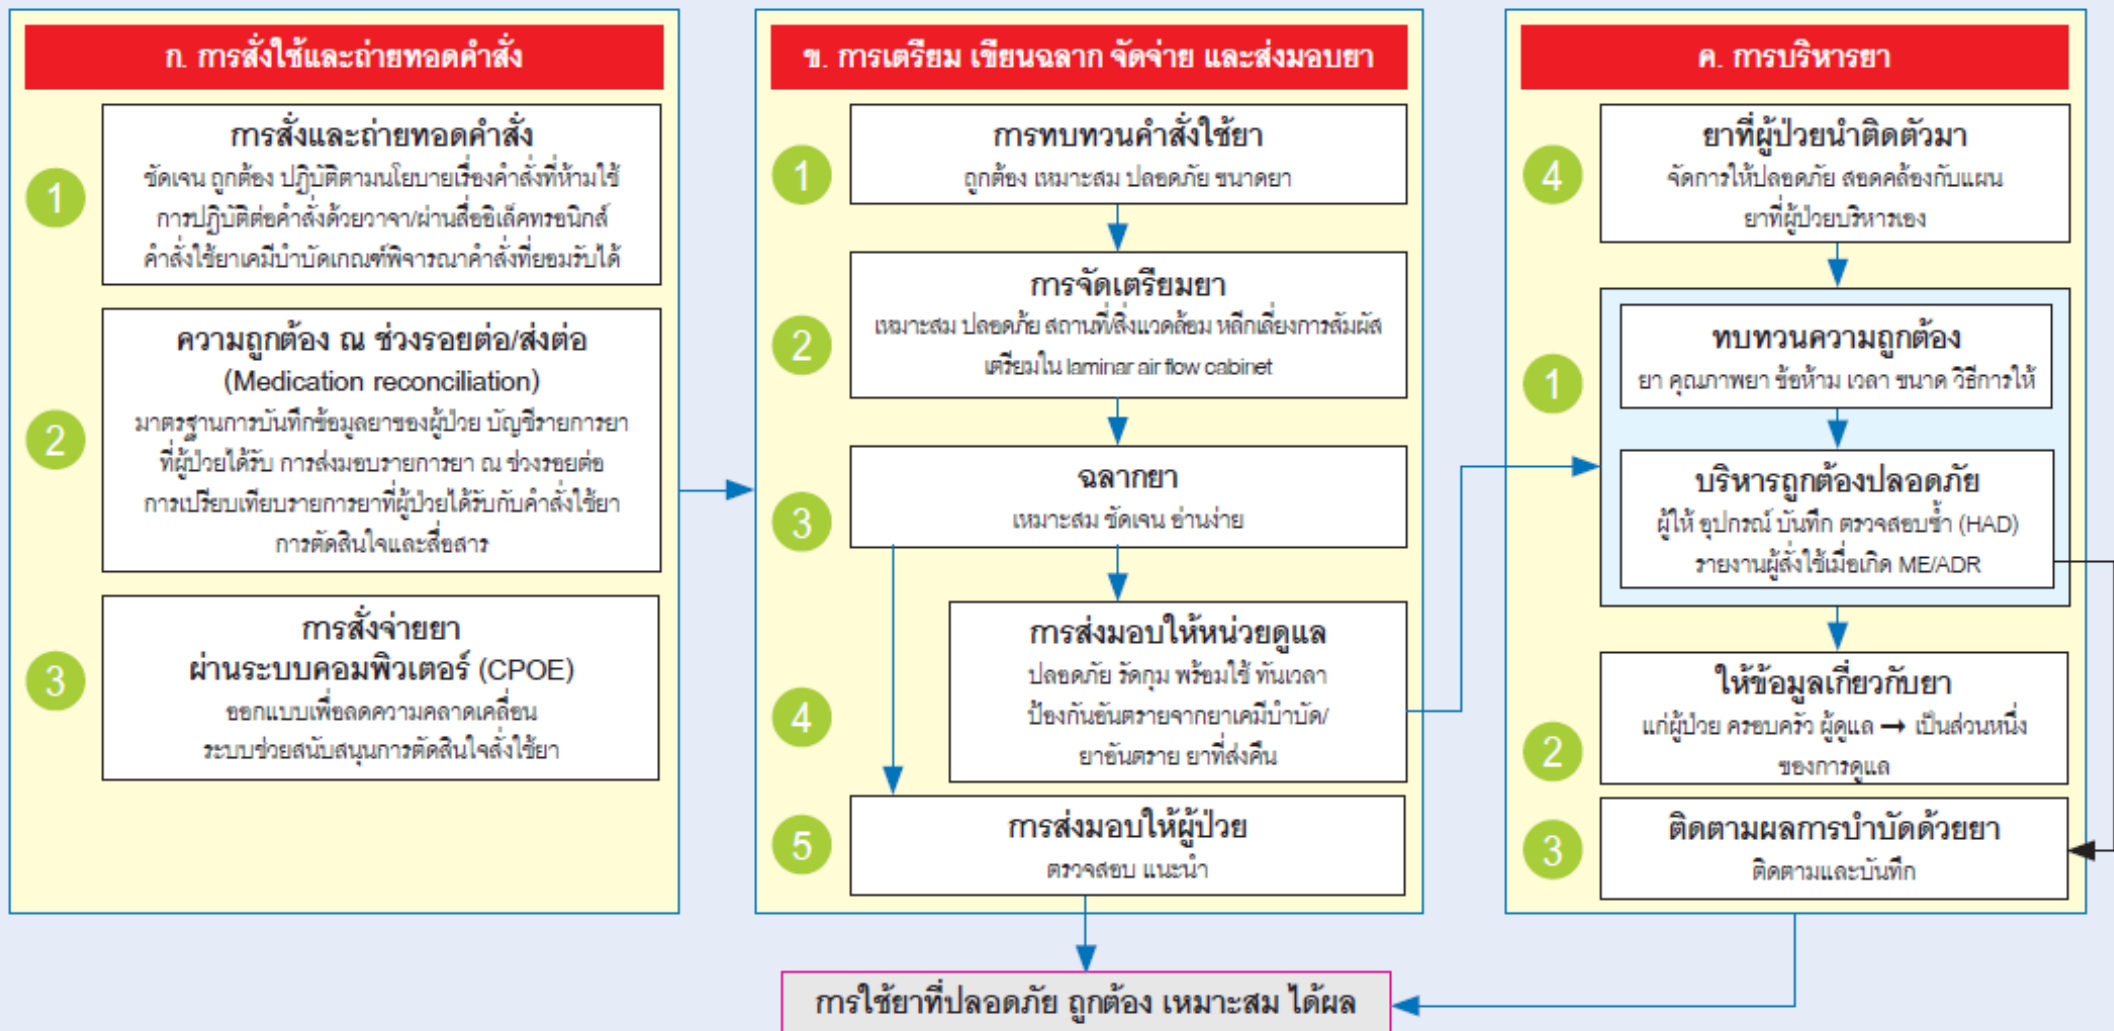 ก. การสั่งใช้และถ่ายทอดคำสั่ง
1
การสั่งและถ่ายทอดคำสั่ง
ชัดเจน ถูกต้อง ปฏิบัติตามนโยบายเรื่องคำสั่งที่ห้ามใช้
การปฏิบัติต่อคำสั่งด้วยวาจา/ผ่านสื่ออิเล็คทรอนิกส์
คำสั่งใช้ยาเคมีบำบัดเกณฑ์พิจารณาคำสั่งที่ยอมรับได้
2
ความถูกต้อง ณ ช่วงรอยต่อ/ส่งต่อ
(Medication reconciliation)
มาตรฐานการบันทึกข้อมูลยาของผู้ป่วย บัญชีรายการยา
ที่ผู้ป่วยได้รับ การส่งมอบรายการยา ณ ช่วงรอยต่อ
การเปรียบเทียบรายการยาที่ผู้ป่วยได้รับกับคำสั่งใช้ยา
การตัดสินใจและสื่อสาร
3
การสั่งจ่ายยา
ผ่านระบบคอมพิวเตอร์ (CPOE)
ออกแบบเพื่อลดความคลาดเคลื่อน
ระบบช่วยสนับสนุนการตัดสินใจสั่งใช้ยา
ข. การเตรียม เขียนฉลาก จัดจ่าย และส่งมอบยา
1
การทบทวนคำสั่งใช้ยา
ถูกต้อง เหมาะสม ปลอดภัย ขนาดยา
2
การจัดเตรียมยา
เหมาะสม ปลอดภัย สถานที่/สิ่งแวดล้อม หลีกเลี่ยงการสัมผัส
เตรียมใน laminar air flow cabinet
3
ฉลากยา
เหมาะสม ชัดเจน อ่านง่าย
4
การส่งมอบให้หน่วยดูแล
ปลอดภัย รัดกุม พร้อมใช้ ทันเวลา
ป้องกันอันตรายจากยาเคมีบำบัด/
ยาอันตราย ยาที่ส่งคืน
5
การส่งมอบให้ผู้ป่วย
ตรวจสอบ แนะนำ
ค. การบริหารยา
4
ยาที่ผู้ป่วยนำติดตัวมา
จัดการให้ปลอดภัย สอดคล้องกับแผน
ยาที่ผู้ป่วยบริหารเอง
1
ทบทวนความถูกต้อง
ยา คุณภาพยา ข้อห้าม เวลา ขนาด วิธีการให้
บริหารถูกต้องปลอดภัย
ผู้ให้ อุปกรณ์ บันทึก ตรวจสอบซ้ำ (HAD)
รายงานผู้สั่งใช้เมื่อเกิด ME/ADR
2
ให้ข้อมูลเกี่ยวกับยา
แก่ผู้ป่วย ครอบครัว ผู้ดูแล → เป็นส่วนหนึ่ง
ของการดูแล
3
ติดตามผลการบำบัดด้วยยา
ติดตามและบันทึก
การใช้ยาที่ปลอดภัย ถูกต้อง เหมาะสม ได้ผล